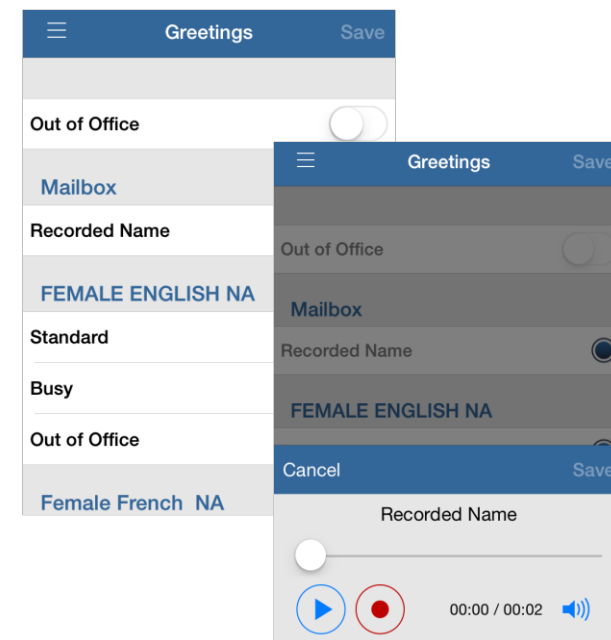 Greetings Save
Out of Office
Mailbox
Recorded Name
FEMALE ENGLISH NA
Standard
Busy
Out of Office
Female French NA
Greetings Save
Out of Office
Mailbox
Recorded Name
FEMALE ENGLISH NA
Cancel Save
Recorded Name
00:00 / 00:02